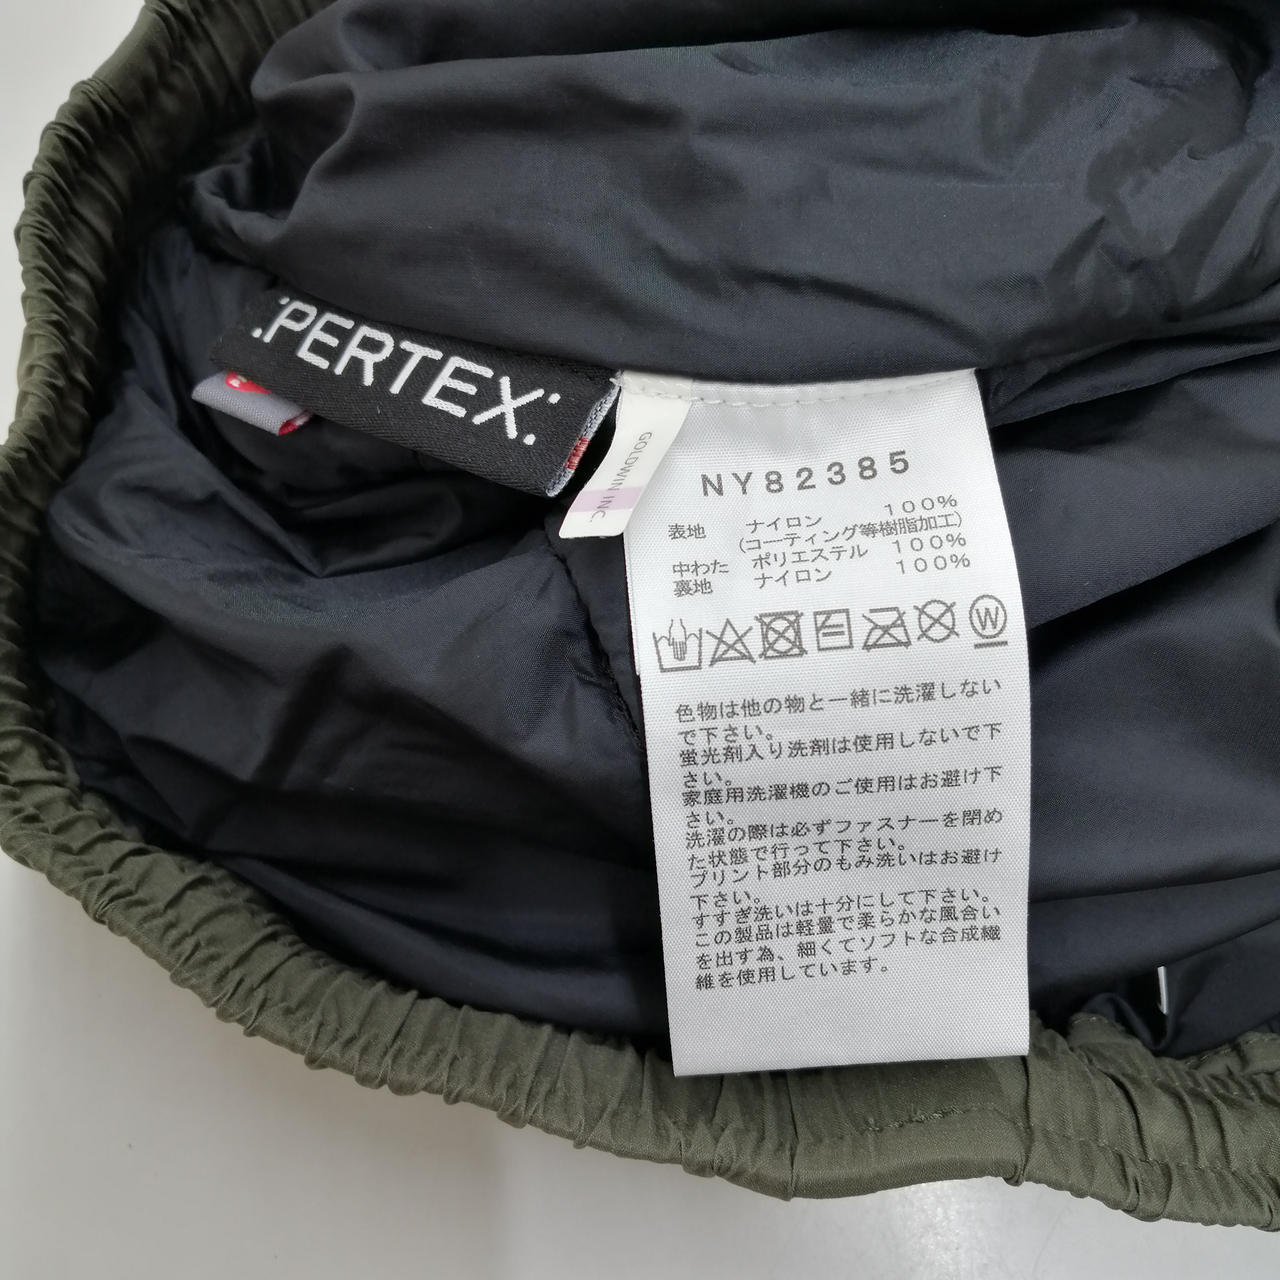 PERTEX
GOLDWIN INC.
NY82385
表地 ナイロン 100%
(コーティング等樹脂加工)
中わた ポリエステル 100%
裏地 ナイロン 100%
W
色物は他の物と一緒に洗濯しない
で下さい。
蛍光剤入り洗剤は使用しないで下
さい。
家庭用洗濯機のご使用はお避け下
さい。
洗濯の際は必ずファスナーを閉め
た状態で行って下さい。
プリント部分のもみ洗いはお避け
下さい。
すすぎ洗いは十分にして下さい。
この製品は軽量で柔らかな風合い
を出す為、細くてソフトな合成繊
維を使用しています。